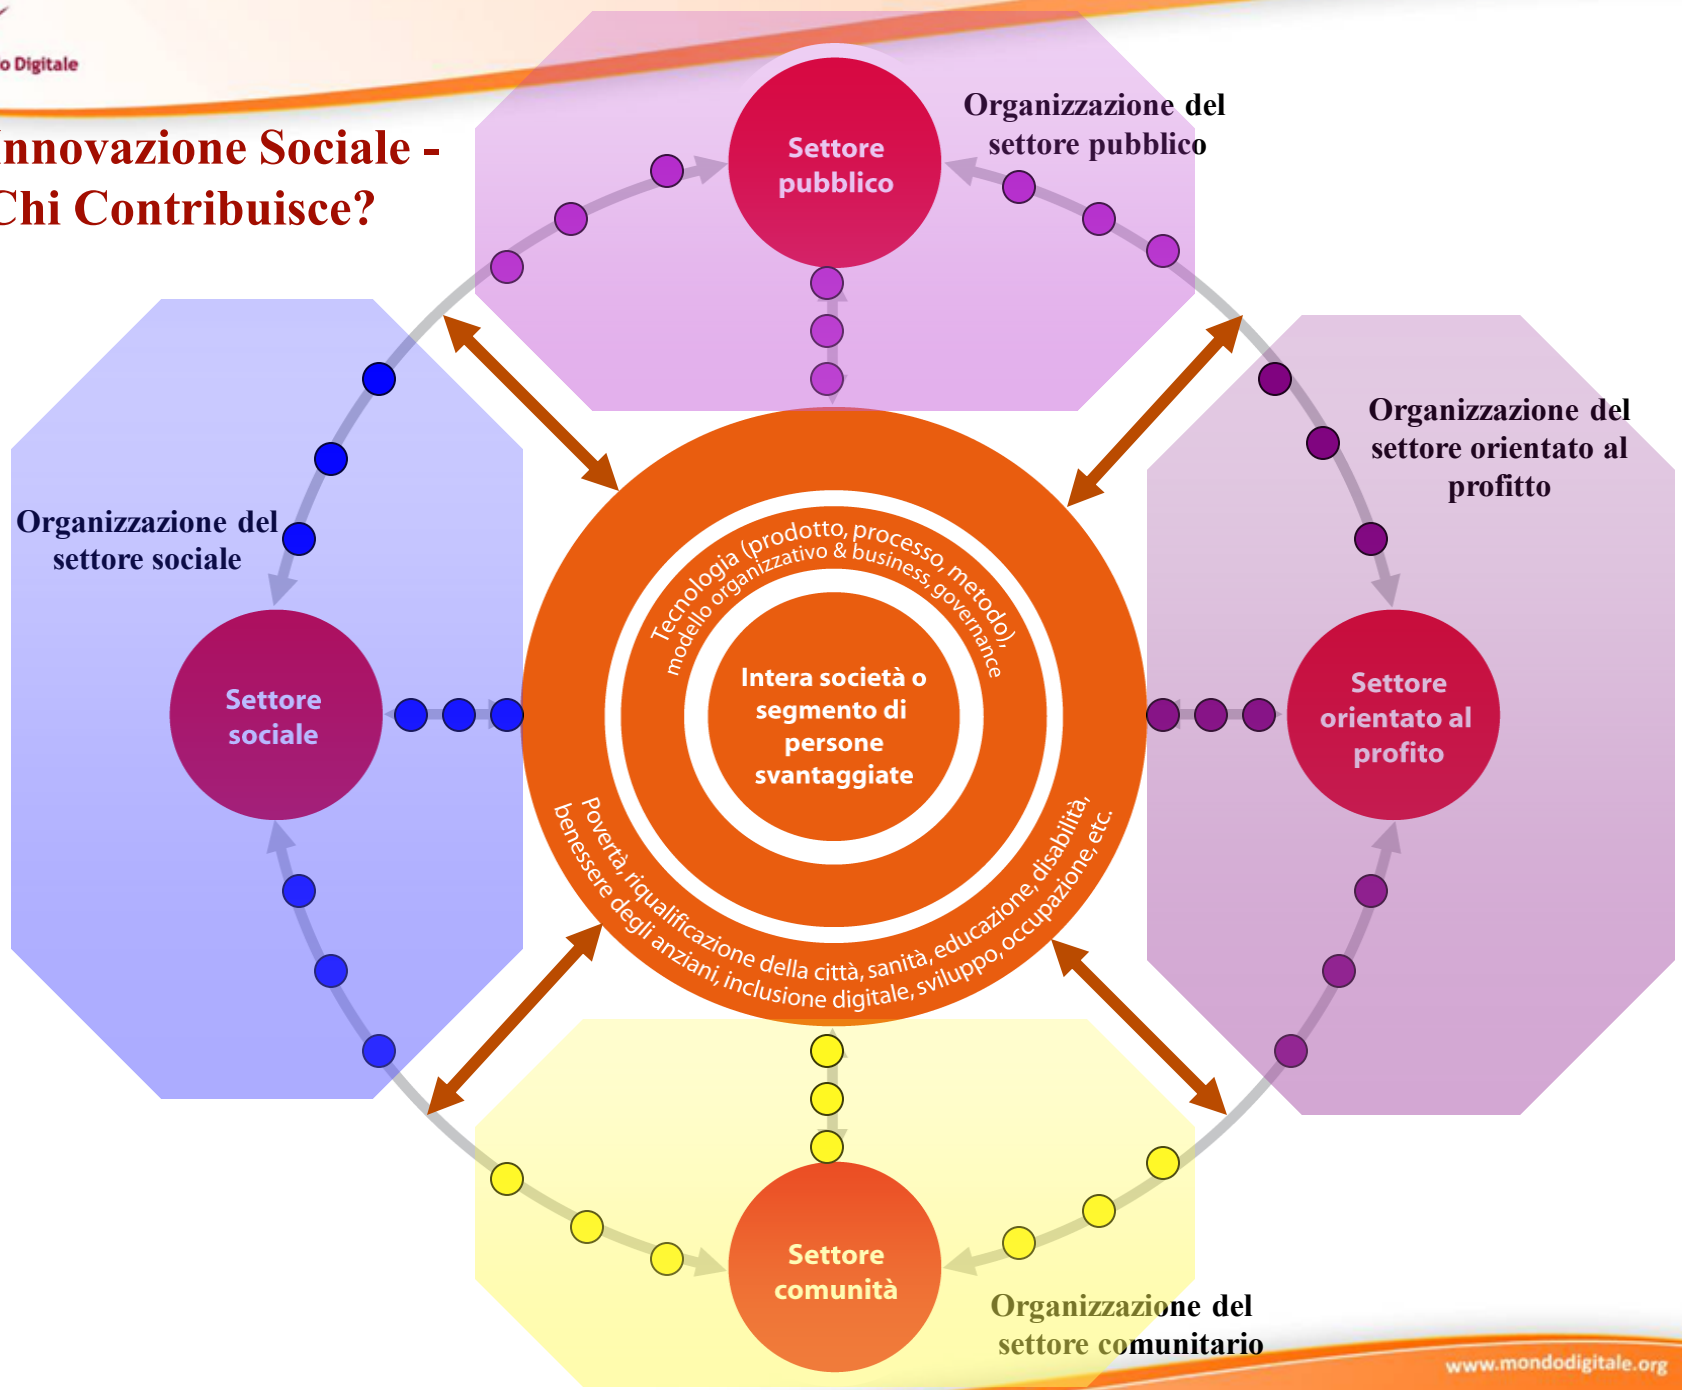 o Digitale
nnovazione Sociale -
Chi Contribuisce?
Organizzazione del
settore pubblico
Settore
pubblico
Organizzazione del
settore orientato al
profitto
Organizzazione del
settore sociale
Tecnologia (prodotto, processo, metodo),
modello organizzativo & business, governance
Intera società o
segmento di
persone
svantaggiate
Settore
sociale
Settore
orientato al
profito
Povertà, riqualificazione della città, sanità, educazione, disabilità,
benessere degli anziani, inclusione digitale, sviluppo, occupazione, etc.
Settore
comunità
Organizzazione del
settore comunitario
www.mondodigitale.org